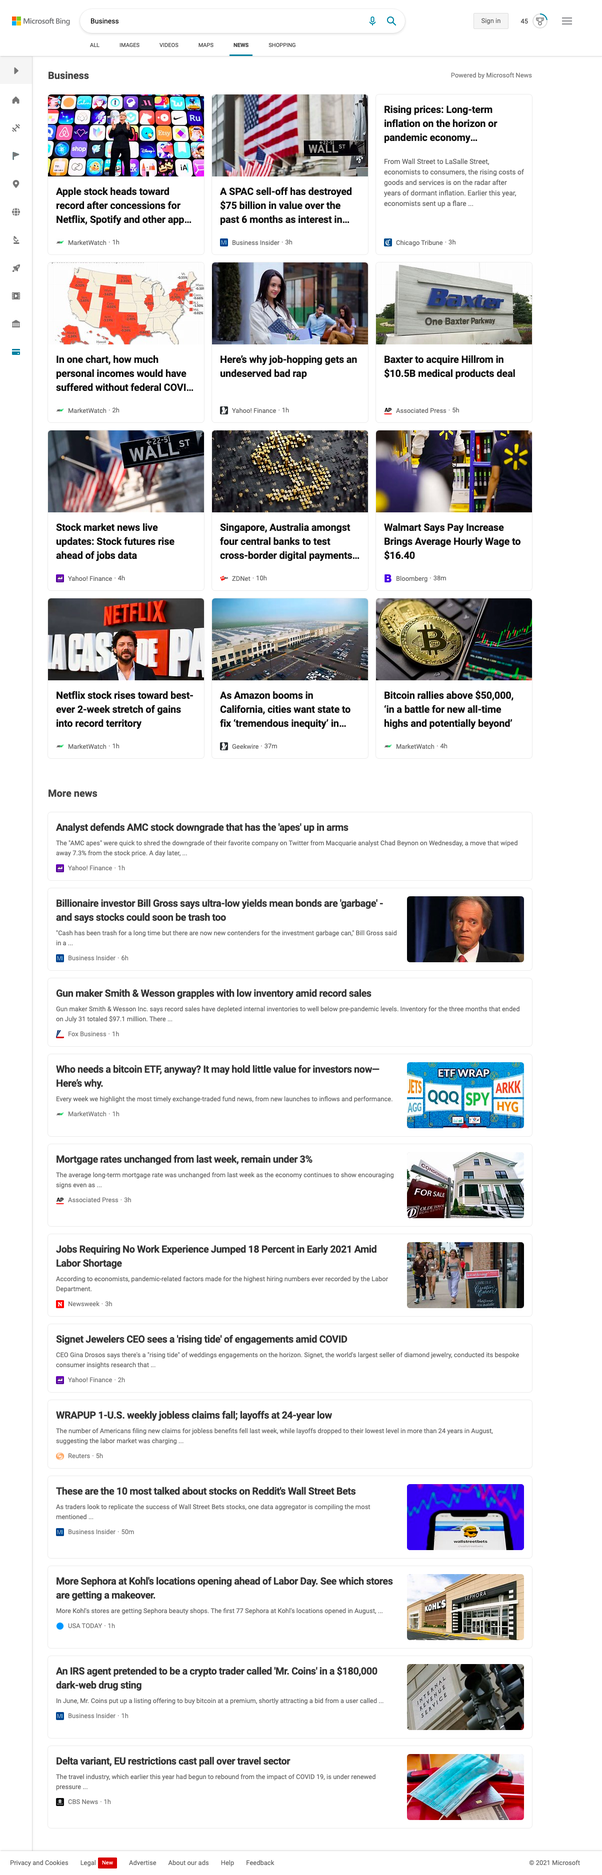 Microsoft Bing
Business
Sign in
45
ALL IMAGES VIDEOS MAPS NEWS SHOPPING
Business
Powered by Microsoft News
WALL ST
Apple stock heads toward
record after concessions for
Netflix, Spotify and other app...
MarketWatch · 1h
A SPAC sell-off has destroyed
$75 billion in value over the
past 6 months as interest in...
Business Insider · 3h
Rising prices: Long-term
inflation on the horizon or
pandemic economy...
From Wall Street to LaSalle Street,
economists to consumers, the rising costs of
goods and services is on the radar after
years of dormant inflation. Earlier this year,
economists sent up a flare ...
Chicago Tribune · 3h
Baxter
One Baxter Parkway
In one chart, how much
personal incomes would have
suffered without federal COVI...
MarketWatch · 2h
Here's why job-hopping gets an
undeserved bad rap
Yahoo! Finance · 1h
Baxter to acquire Hillrom in
$10.5B medical products deal
AP Associated Press · 5h
WALL ST
Stock market news live
updates: Stock futures rise
ahead of jobs data
Yahoo! Finance · 4h
Singapore, Australia amongst
four central banks to test
cross-border digital payments...
ZDNet · 10h
Walmart Says Pay Increase
Brings Average Hourly Wage to
$16.40
B Bloomberg · 38m
NETFLIX
LA CASA DE PA
Netflix stock rises toward best-
ever 2-week stretch of gains
into record territory
MarketWatch · 1h
As Amazon booms in
California, cities want state to
fix 'tremendous inequity' in...
Geekwire · 37m
Bitcoin rallies above $50,000,
'in a battle for new all-time
highs and potentially beyond'
MarketWatch · 4h
More news
Analyst defends AMC stock downgrade that has the 'apes' up in arms
The "AMC apes" were quick to shred the downgrade of their favorite company on Twitter from Macquarie analyst Chad Beynon on Wednesday, a move that wiped
away 7.3% from the stock price. A day later, ...
Yahoo! Finance · 1h
Billionaire investor Bill Gross says ultra-low yields mean bonds are 'garbage' -
and says stocks could soon be trash too
"Cash has been trash for a long time but there are now new contenders for the investment garbage can," Bill Gross said
in a ...
Business Insider · 6h
Gun maker Smith & Wesson grapples with low inventory amid record sales
Gun maker Smith & Wesson Inc. says record sales have depleted internal inventories to well below pre-pandemic levels. Inventory for the three months that ended
on July 31 totaled $97.1 million. There ...
Fox Business · 1h
Who needs a bitcoin ETF, anyway? It may hold little value for investors now—
Here's why.
Every week we highlight the most timely exchange-traded fund news, from new launches to inflows and performance.
MarketWatch · 1h
ETF WRAP
JETS QQQ SPY ARKK
AGG HYG
Mortgage rates unchanged from last week, remain under 3%
The average long-term mortgage rate was unchanged from last week as the economy continues to show encouraging
signs even as ...
AP Associated Press · 3h
FOR SALE
Jobs Requiring No Work Experience Jumped 18 Percent in Early 2021 Amid
Labor Shortage
According to economists, pandemic-related factors made for the highest hiring numbers ever recorded by the Labor
Department.
N Newsweek · 3h
Signet Jewelers CEO sees a 'rising tide' of engagements amid COVID
CEO Gina Drosos says there's a "rising tide" of weddings engagements on the horizon. Signet, the world's largest seller of diamond jewelry, conducted its bespoke
consumer insights research that ...
Yahoo! Finance · 2h
WRAPUP 1-U.S. weekly jobless claims fall; layoffs at 24-year low
The number of Americans filing new claims for jobless benefits fell last week, while layoffs dropped to their lowest level in more than 24 years in August,
suggesting the labor market was charging ...
Reuters · 5h
These are the 10 most talked about stocks on Reddit's Wall Street Bets
As traders look to replicate the success of Wall Street Bets stocks, one data aggregator is compiling the most
mentioned ...
Business Insider · 50m
wallstreetbets
More Sephora at Kohl's locations opening ahead of Labor Day. See which stores
are getting a makeover.
More Kohl's stores are getting Sephora beauty shops. The first 77 Sephora at Kohl's locations opened in August, ...
USA TODAY · 1h
KOHL'S
SEPHORA
An IRS agent pretended to be a crypto trader called 'Mr. Coins' in a $180,000
dark-web drug sting
In June, Mr. Coins put up a listing offering to buy bitcoin at a premium, shortly attracting a bid from a user called ...
Business Insider · 1h
INTERNAL
REVENUE
SERVICE
Delta variant, EU restrictions cast pall over travel sector
The travel industry, which earlier this year had begun to rebound from the impact of COVID 19, is under renewed
pressure ...
CBS News · 1h
Privacy and Cookies Legal New Advertise About our ads Help Feedback
© 2021 Microsoft